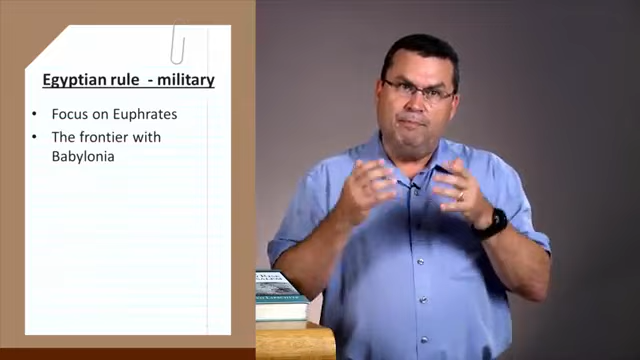 Egyptian rule - military
• Focus on Euphrates
• The frontier with
Babylonia